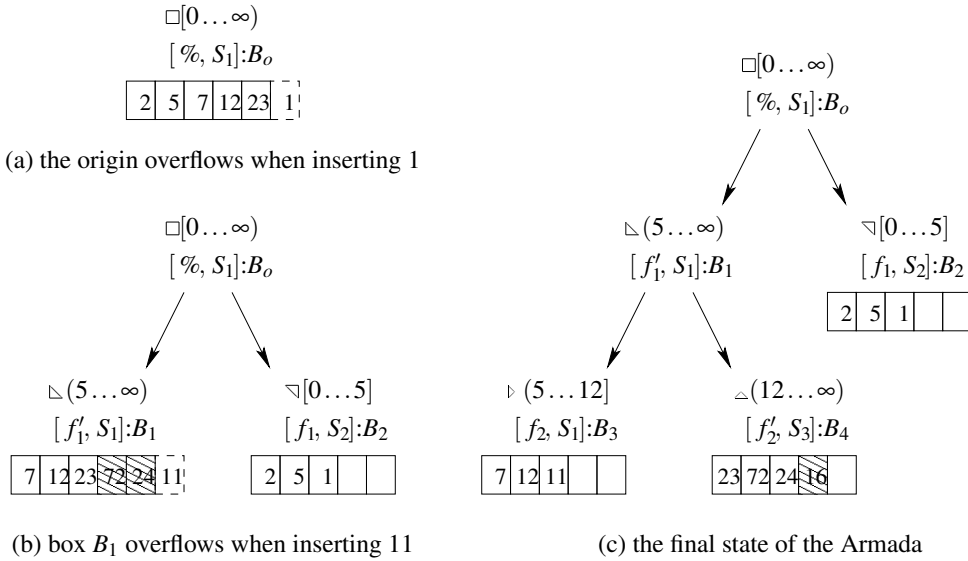 □[0…∞)
[ %, S₁]:Bₒ
2 5 7 12 23 1
(a) the origin overflows when inserting 1
□[0…∞)
[ %, S₁]:Bₒ
◺(5…∞)
[ f′₁, S₁]:B₁
7 12 23 72 24 11
◹[0…5]
[ f₁, S₂]:B₂
2 5 1
(b) box B₁ overflows when inserting 11
□[0…∞)
[ %, S₁]:Bₒ
◺(5…∞)
[ f′₁, S₁]:B₁
◹[0…5]
[ f₁, S₂]:B₂
2 5 1
▹(5…12]
[ f₂, S₁]:B₃
7 12 11
▵(12…∞)
[ f′₂, S₃]:B₄
23 72 24 16
(c) the final state of the Armada